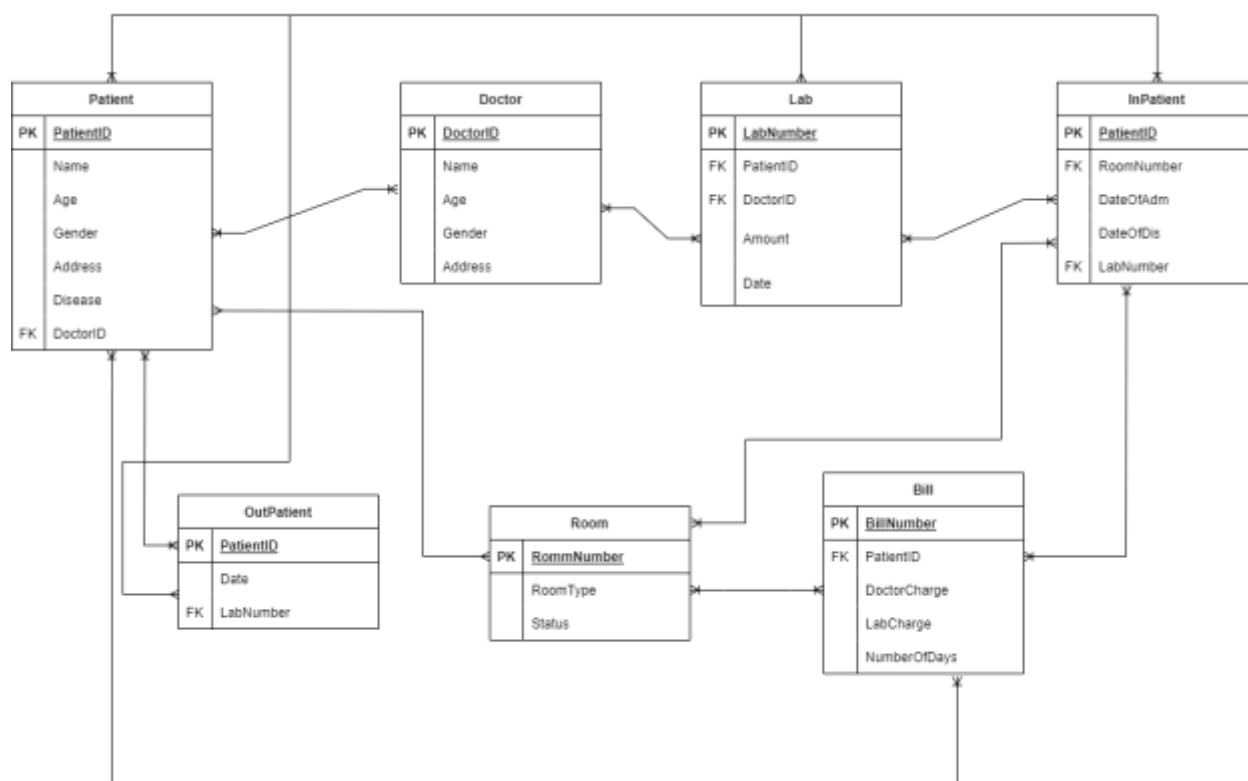 Patient
PK PatientID
Name
Age
Gender
Address
Disease
FK DoctorID
Doctor
PK DoctorID
Name
Age
Gender
Address
Lab
PK LabNumber
FK PatientID
FK DoctorID
Amount
Date
InPatient
PK PatientID
FK RoomNumber
DateOfAdm
DateOfDis
FK LabNumber
OutPatient
PK PatientID
Date
FK LabNumber
Room
PK RommNumber
RoomType
Status
Bill
PK BillNumber
FK PatientID
DoctorCharge
LabCharge
NumberOfDays